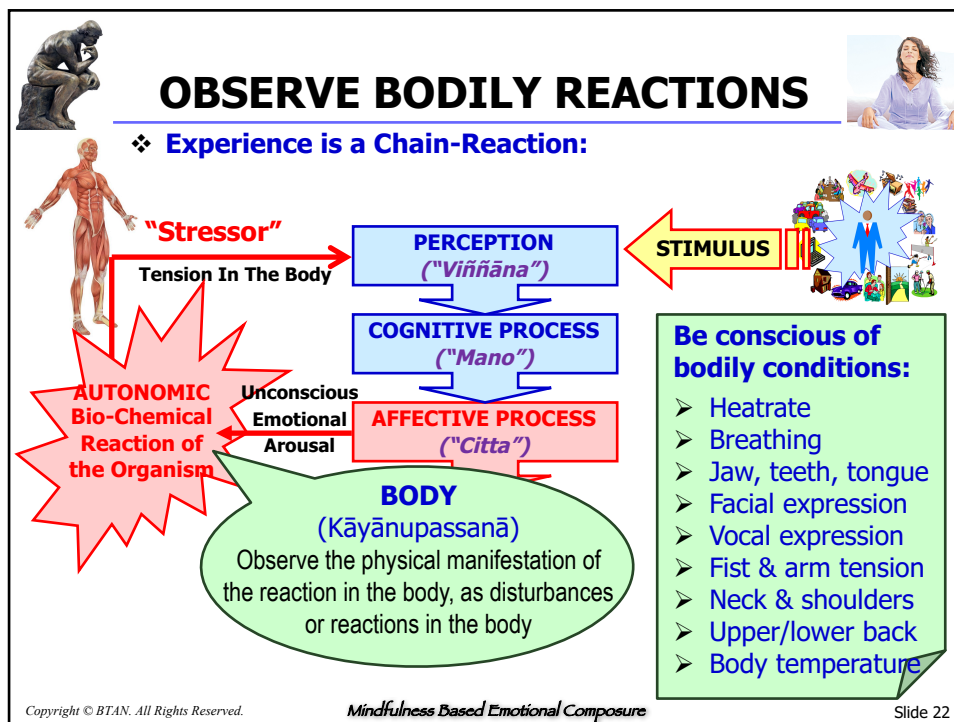 OBSERVE BODILY REACTIONS
❖ Experience is a Chain-Reaction:
“Stressor”
Tension In The Body
PERCEPTION
(“Viññāna”)
STIMULUS
COGNITIVE PROCESS
(“Mano”)
AUTONOMIC
Bio-Chemical
Reaction of
the Organism
Unconscious
Emotional
Arousal
AFFECTIVE PROCESS
(“Citta”)
BODY
(Kāyānupassanā)
Observe the physical manifestation of
the reaction in the body, as disturbances
or reactions in the body
Be conscious of
bodily conditions:
➢ Heatrate
➢ Breathing
➢ Jaw, teeth, tongue
➢ Facial expression
➢ Vocal expression
➢ Fist & arm tension
➢ Neck & shoulders
➢ Upper/lower back
➢ Body temperature
Copyright © BTAN. All Rights Reserved.
Mindfulness Based Emotional Composure
Slide 22